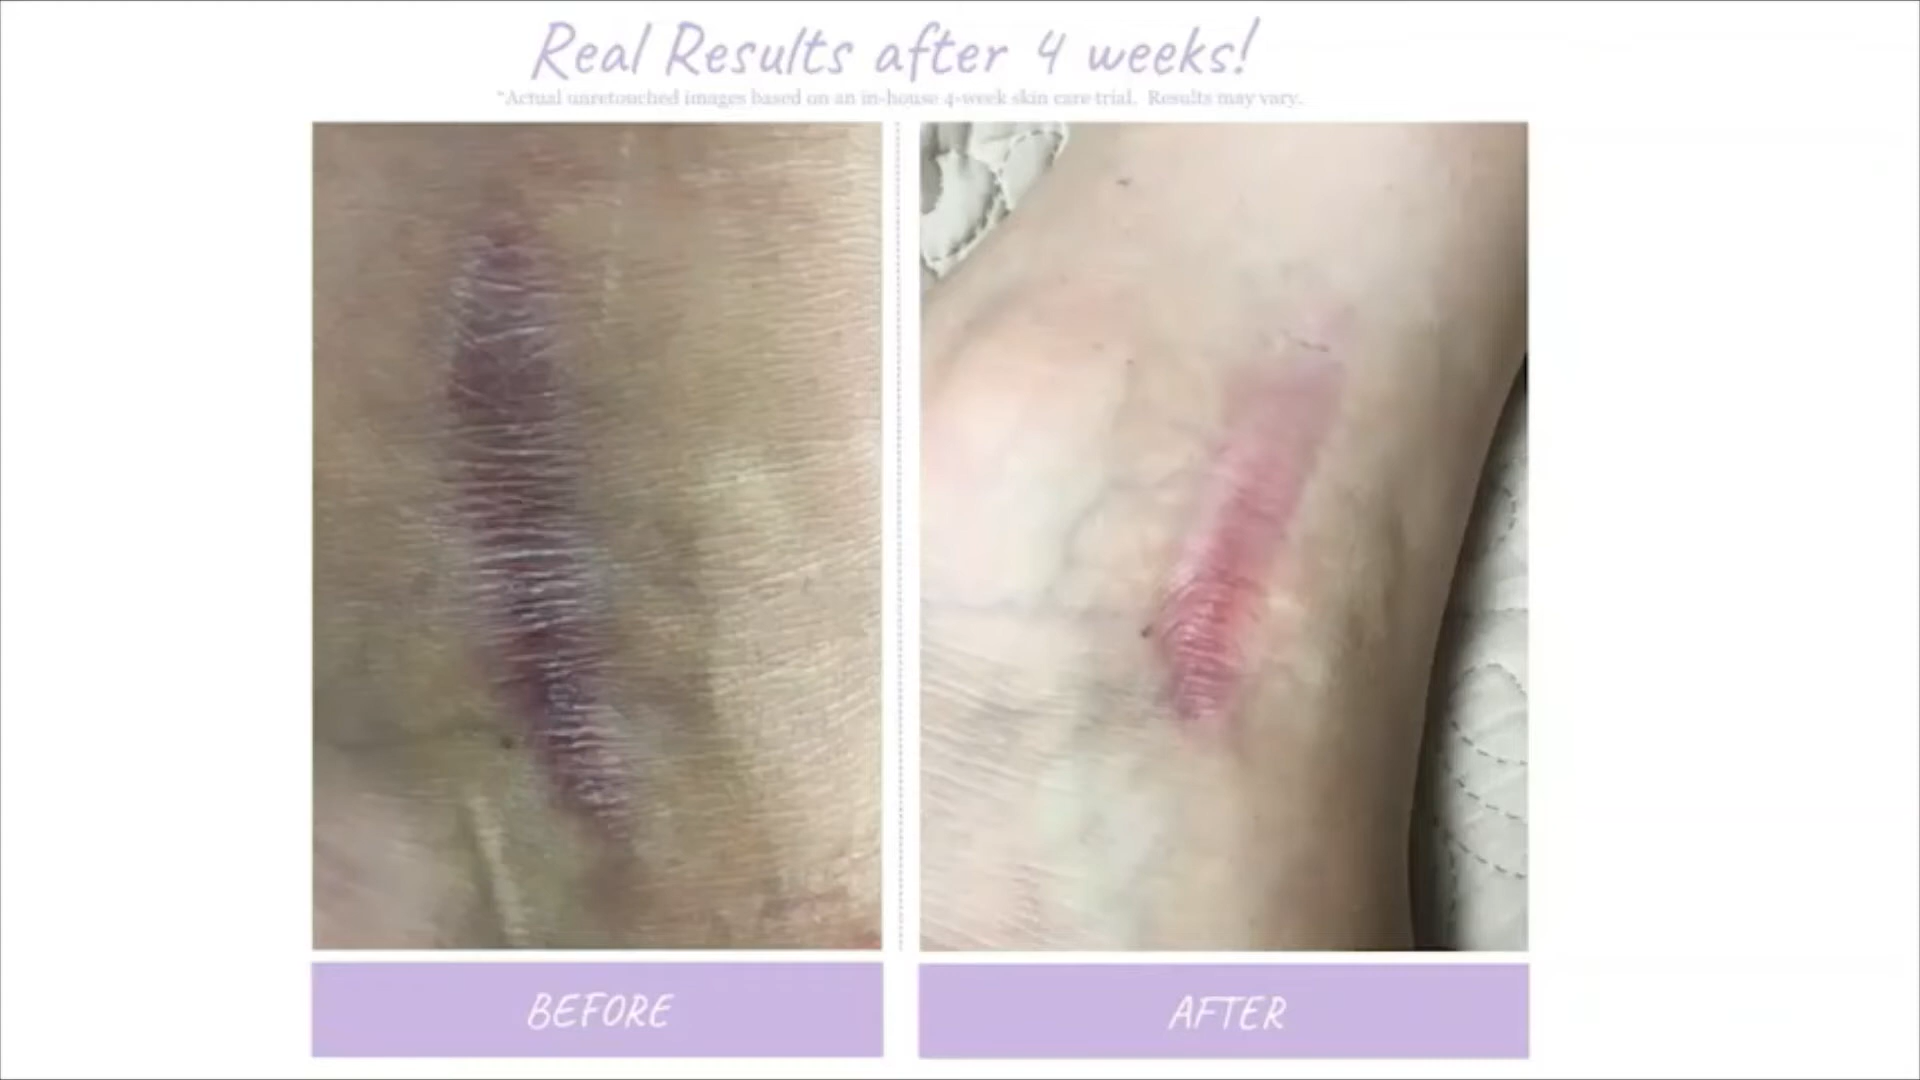 Real Results after 4 weeks!
*Actual unretouched images based on an in-house 4-week skin care trial. Results may vary.
BEFORE
AFTER